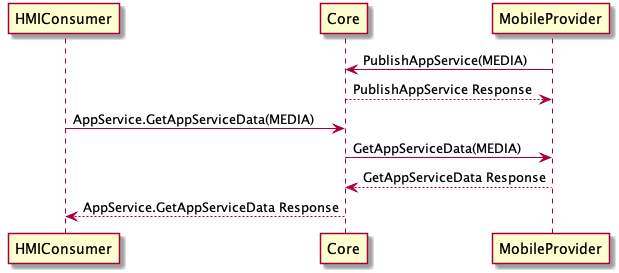 HMIConsumer
Core
MobileProvider
PublishAppService(MEDIA)
PublishAppService Response
AppService.GetAppServiceData(MEDIA)
GetAppServiceData(MEDIA)
GetAppServiceData Response
AppService.GetAppServiceData Response
HMIConsumer
Core
MobileProvider